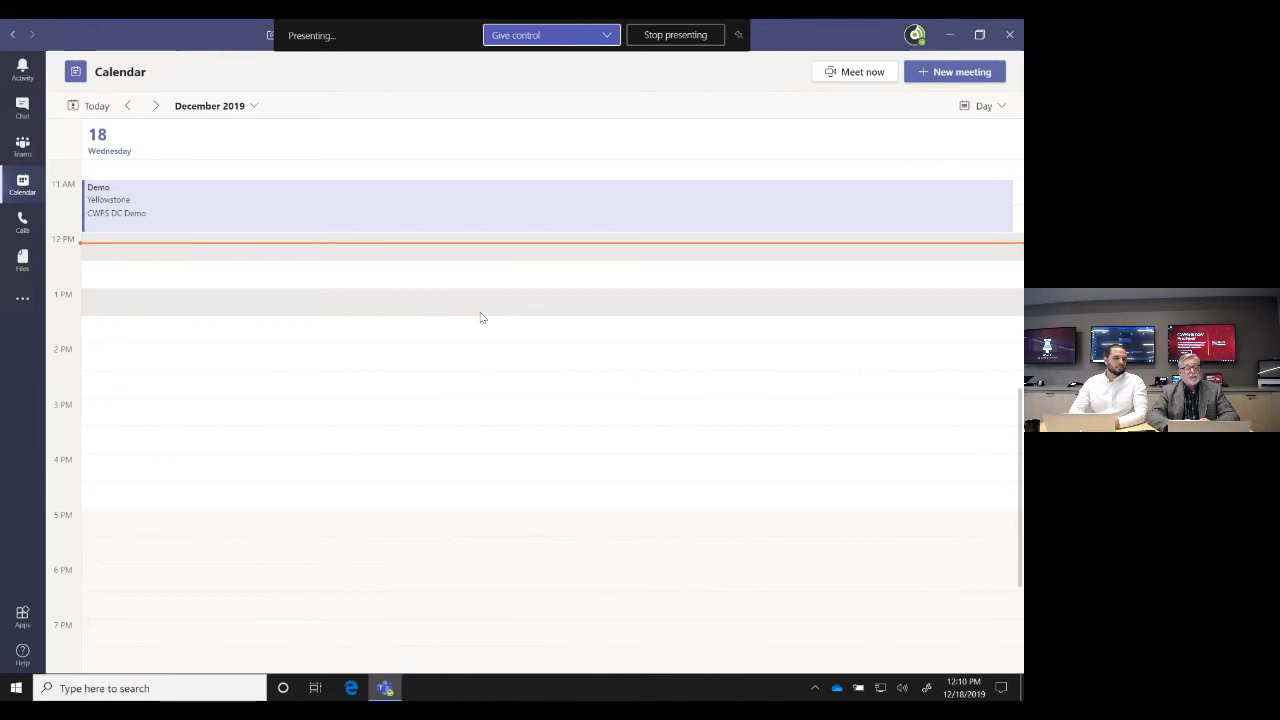 Presenting...
Give control
Stop presenting
Activity
Calendar
Meet now
New meeting
Chat
Today
December 2019
Day
Teams
18
Wednesday
Calendar
11 AM
Demo
Yellowstone
CWPS DC Demo
Calls
12 PM
Files
1 PM
2 PM
3 PM
4 PM
5 PM
6 PM
Apps
7 PM
Help
Type here to search
12:10 PM
12/18/2019